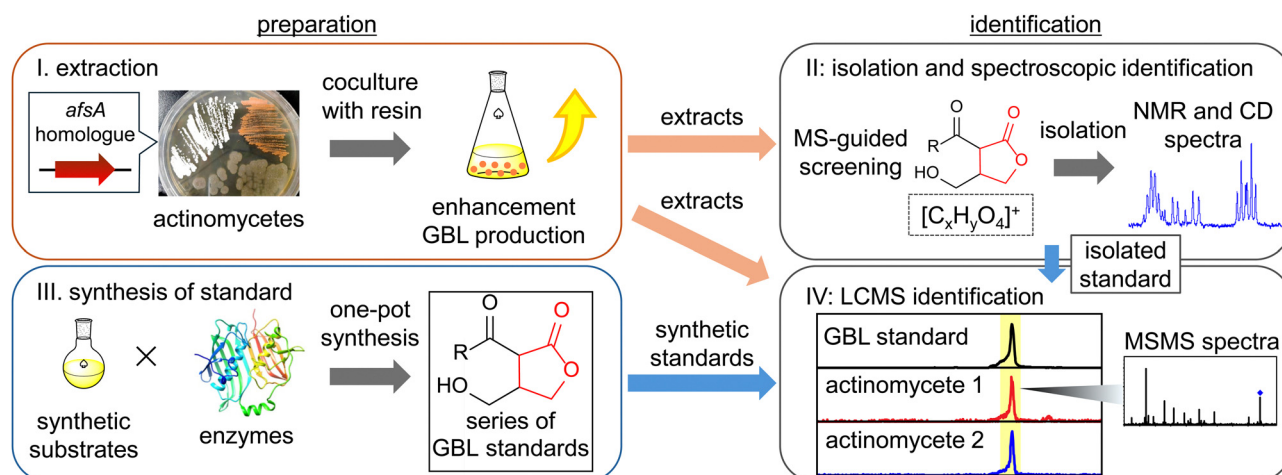 preparation
identification
I. extraction
afsA
homologue
actinomycetes
coculture
with resin
enhancement
GBL production
extracts
extracts
II: isolation and spectroscopic identification
MS-guided
screening
O
O
R
O
HO
[CxHyO4]+
isolation
NMR and CD
spectra
isolated
standard
III. synthesis of standard
synthetic
substrates
×
enzymes
one-pot
synthesis
O
O
R
O
HO
series of
GBL standards
synthetic
standards
IV: LCMS identification
GBL standard
actinomycete 1
actinomycete 2
MSMS spectra